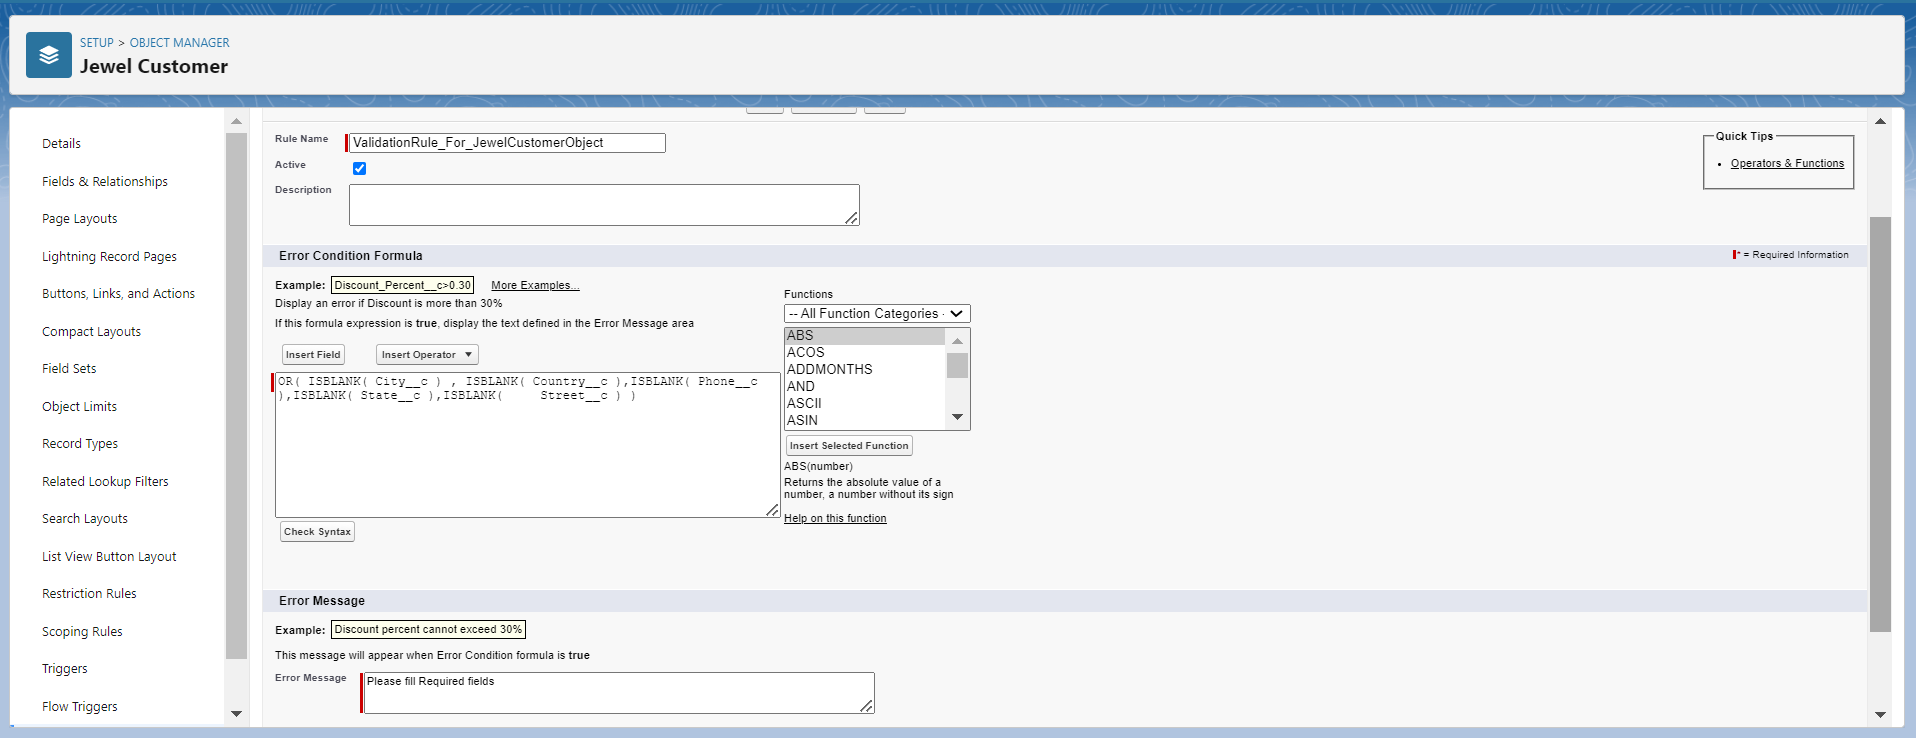 SETUP > OBJECT MANAGER
Jewel Customer
Details
Fields & Relationships
Page Layouts
Lightning Record Pages
Buttons, Links, and Actions
Compact Layouts
Field Sets
Object Limits
Record Types
Related Lookup Filters
Search Layouts
List View Button Layout
Restriction Rules
Scoping Rules
Triggers
Flow Triggers
Rule Name
ValidationRule_For_JewelCustomerObject
Active
Description
Quick Tips
• Operators & Functions
Error Condition Formula
* = Required Information
Example: Discount_Percent__c>0.30 More Examples...
Display an error if Discount is more than 30%
If this formula expression is true, display the text defined in the Error Message area
Insert Field Insert Operator
OR( ISBLANK( City__c ) , ISBLANK( Country__c ),ISBLANK( Phone__c
),ISBLANK( State__c ),ISBLANK(     Street__c ) )
Check Syntax
Functions
-- All Function Categories -
ABS
ACOS
ADDMONTHS
AND
ASCII
ASIN
Insert Selected Function
ABS(number)
Returns the absolute value of a
number, a number without its sign
Help on this function
Error Message
Example: Discount percent cannot exceed 30%
This message will appear when Error Condition formula is true
Error Message
Please fill Required fields